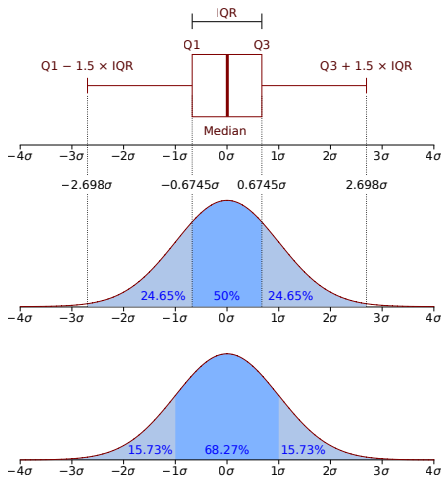 IQR
Q1 Q3
Q1 − 1.5 × IQR Q3 + 1.5 × IQR
Median
−4σ −3σ −2σ −1σ 0σ 1σ 2σ 3σ 4σ
−2.698σ −0.6745σ 0.6745σ 2.698σ
24.65% 50% 24.65%
−4σ −3σ −2σ −1σ 0σ 1σ 2σ 3σ 4σ
15.73% 68.27% 15.73%
−4σ −3σ −2σ −1σ 0σ 1σ 2σ 3σ 4σ